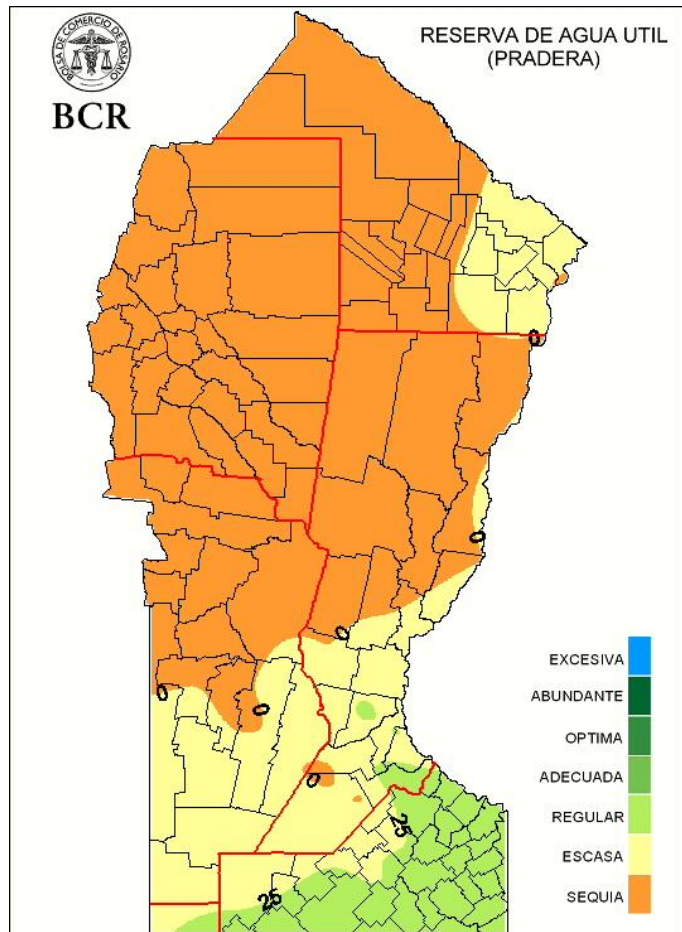 BOLSA DE COMERCIO DE ROSARIO
BCR
RESERVA DE AGUA UTIL
(PRADERA)
0
0
0
0
0
0
25
25
EXCESIVA
ABUNDANTE
OPTIMA
ADECUADA
REGULAR
ESCASA
SEQUIA